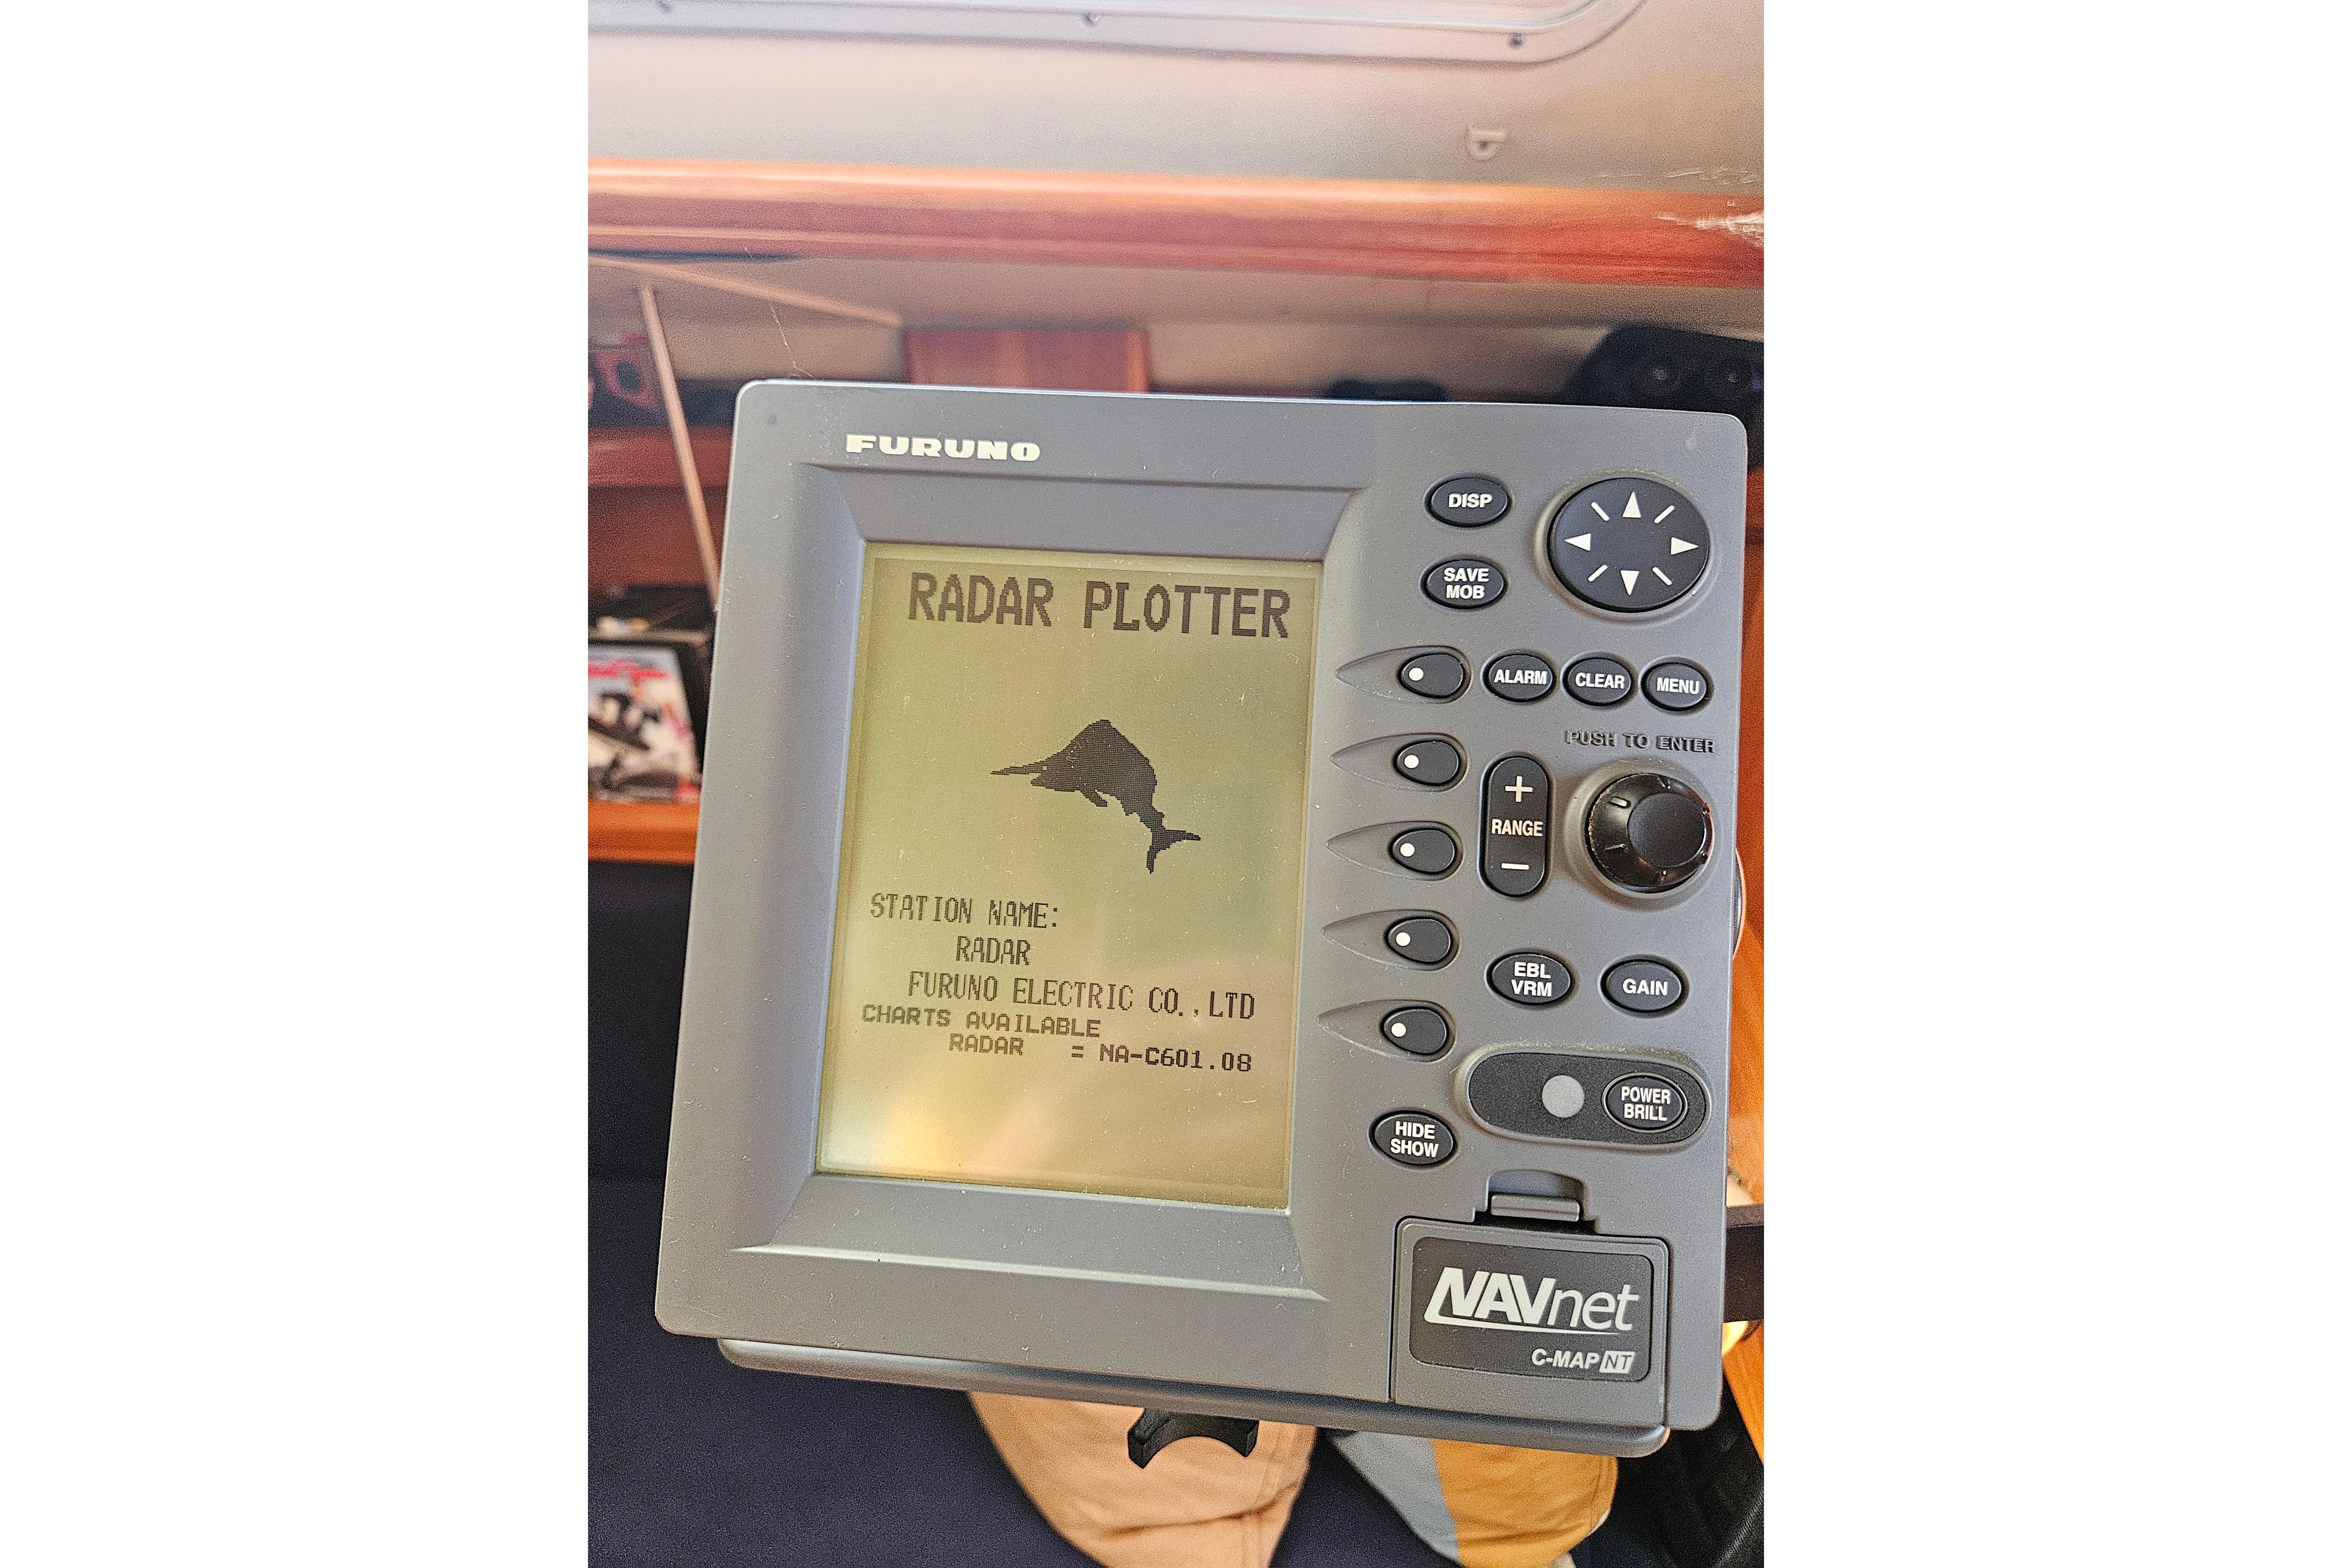 FURUNO
DISP
SAVE
MOB
RADAR PLOTTER
ALARM CLEAR MENU
PUSH TO ENTER
+
RANGE
−
STATION NAME:
RADAR
FURUNO ELECTRIC CO.,LTD
CHARTS AVAILABLE
RADAR = NA-C601.08
EBL
VRM
GAIN
POWER
BRILL
HIDE
SHOW
NAVnet
C-MAP NT